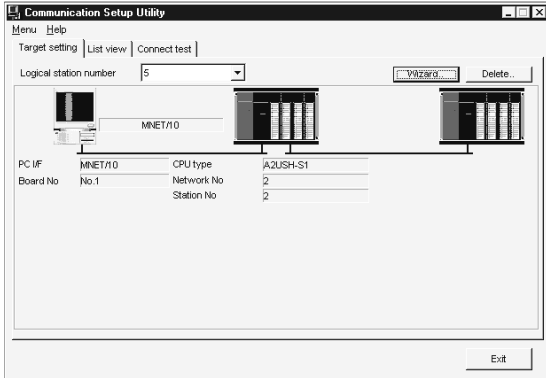 Communication Setup Utility
Menu Help
Target setting List view Connect test
Logical station number 5 Wizard... Delete...
MNET/10
PC I/F MNET/10 CPU type A2USH-S1
Board No No.1 Network No 2
Station No 2
Exit